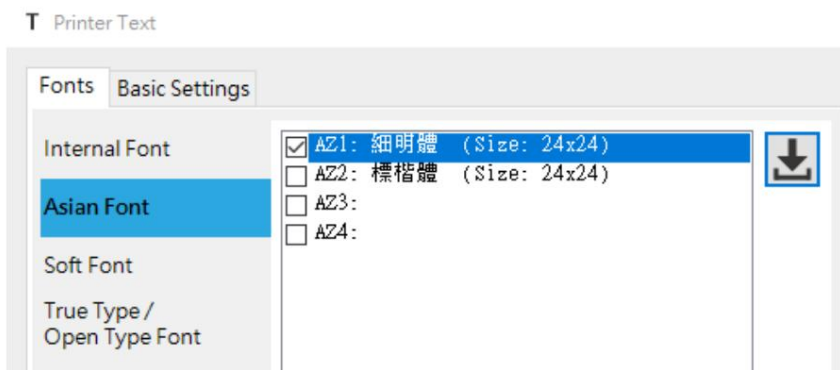 T Printer Text
Fonts Basic Settings
Internal Font
Asian Font
Soft Font
True Type /
Open Type Font
AZ1: 細明體 (Size: 24x24)
AZ2: 標楷體 (Size: 24x24)
AZ3:
AZ4: